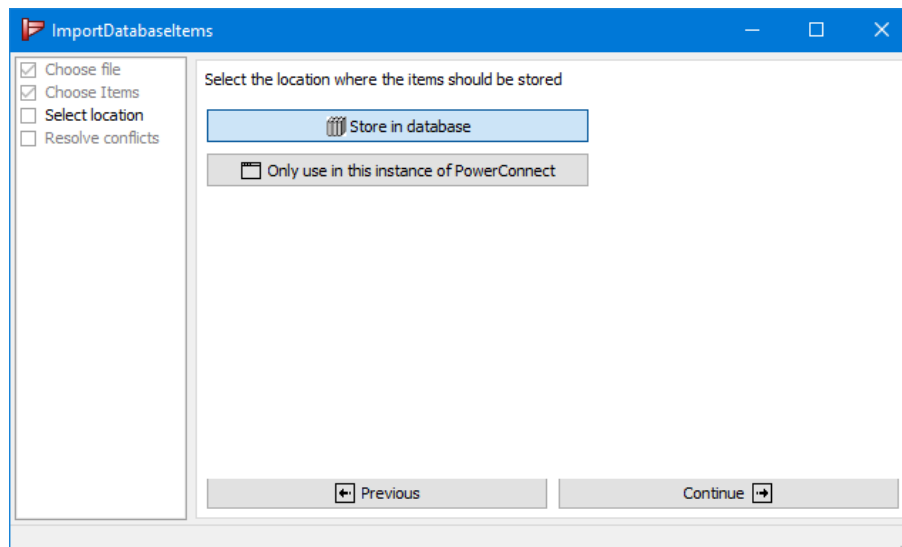 ImportDatabaseItems
Choose file
Choose Items
Select location
Resolve conflicts
Select the location where the items should be stored
Store in database
Only use in this instance of PowerConnect
Previous
Continue